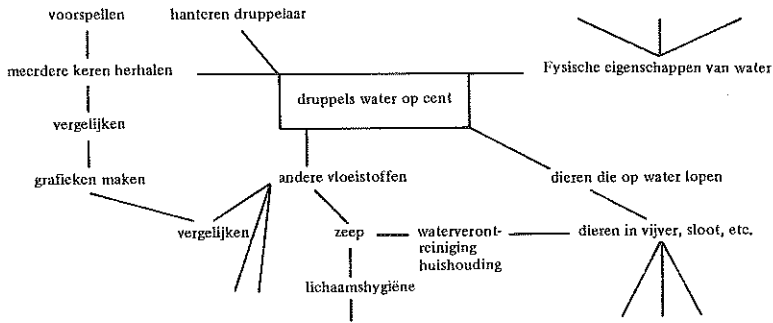 voorspellen
hanteren druppelaar
meerdere keren herhalen
Fysische eigenschappen van water
druppels water op cent
vergelijken
grafieken maken
andere vloeistoffen
dieren die op water lopen
vergelijken
zeep
waterveront-
reiniging
huishouding
dieren in vijver, sloot, etc.
lichaamshygiëne